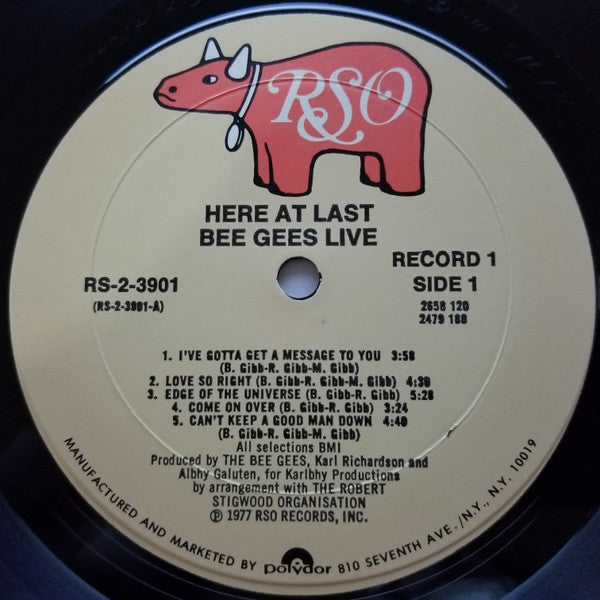 RSO
HERE AT LAST
BEE GEES LIVE
RS-2-3901
(RS-2-3901-A)
RECORD 1
SIDE 1
2658 120
2479 188
1. I'VE GOTTA GET A MESSAGE TO YOU 3:58
(B. Gibb-R. Gibb-M. Gibb)
2. LOVE SO RIGHT (B. Gibb-R. Gibb-M. Gibb) 4:39
3. EDGE OF THE UNIVERSE (B. Gibb-R. Gibb) 5:28
4. COME ON OVER (B. Gibb-R. Gibb) 3:24
5. CAN'T KEEP A GOOD MAN DOWN 4:40
(B. Gibb-R. Gibb-M. Gibb)
All selections BMI
Produced by THE BEE GEES, Karl Richardson and
Albhy Galuten, for Karlbhy Productions
by arrangement with THE ROBERT
STIGWOOD ORGANISATION
℗ 1977 RSO RECORDS, INC.
MANUFACTURED AND MARKETED BY polydor 810 SEVENTH AVE./N.Y., N.Y. 10019